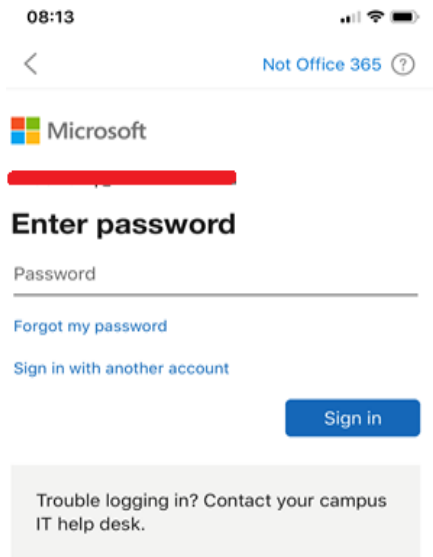 08:13
Not Office 365 ?
Microsoft
Enter password
Password
Forgot my password
Sign in with another account
Sign in
Trouble logging in? Contact your campus
IT help desk.